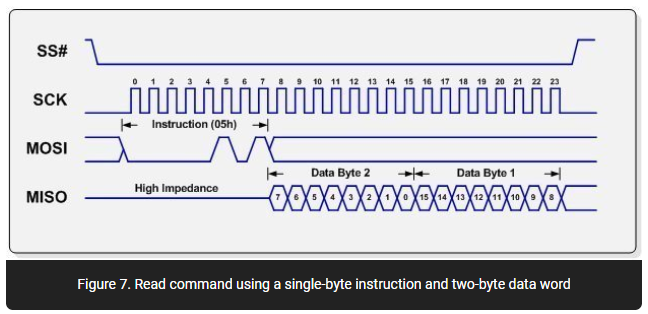 SS#
0 1 2 3 4 5 6 7 8 9 10 11 12 13 14 15 16 17 18 19 20 21 22 23
SCK
Instruction (05h)
MOSI
Data Byte 2 Data Byte 1
MISO
High Impedance
7 6 5 4 3 2 1 0 15 14 13 12 11 10 9 8
Figure 7. Read command using a single-byte instruction and two-byte data word